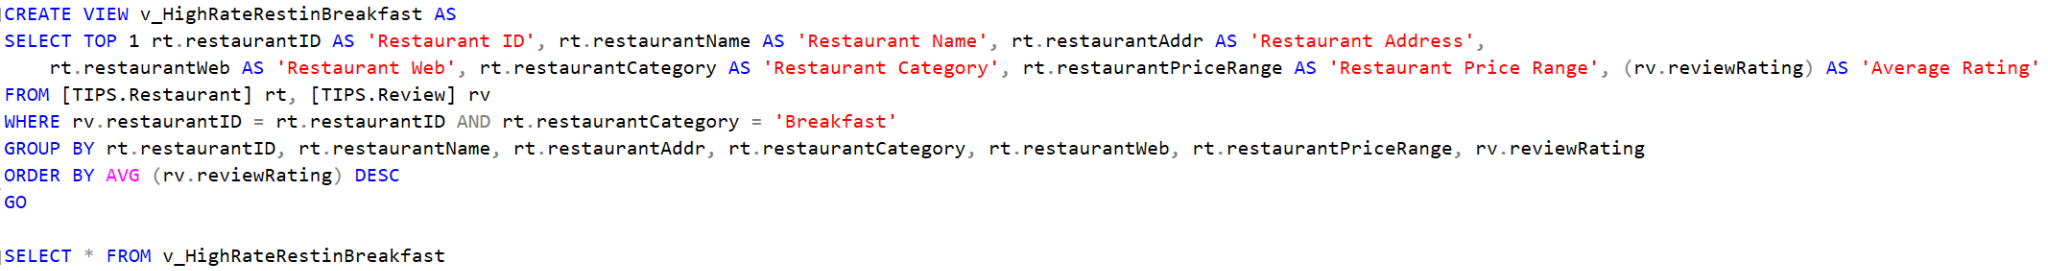 CREATE VIEW v_HighRateRestinBreakfast AS
SELECT TOP 1 rt.restaurantID AS 'Restaurant ID', rt.restaurantName AS 'Restaurant Name', rt.restaurantAddr AS 'Restaurant Address',
rt.restaurantWeb AS 'Restaurant Web', rt.restaurantCategory AS 'Restaurant Category', rt.restaurantPriceRange AS 'Restaurant Price Range', (rv.reviewRating) AS 'Average Rating'
FROM [TIPS.Restaurant] rt, [TIPS.Review] rv
WHERE rv.restaurantID = rt.restaurantID AND rt.restaurantCategory = 'Breakfast'
GROUP BY rt.restaurantID, rt.restaurantName, rt.restaurantAddr, rt.restaurantCategory, rt.restaurantWeb, rt.restaurantPriceRange, rv.reviewRating
ORDER BY AVG (rv.reviewRating) DESC
GO
SELECT * FROM v_HighRateRestinBreakfast